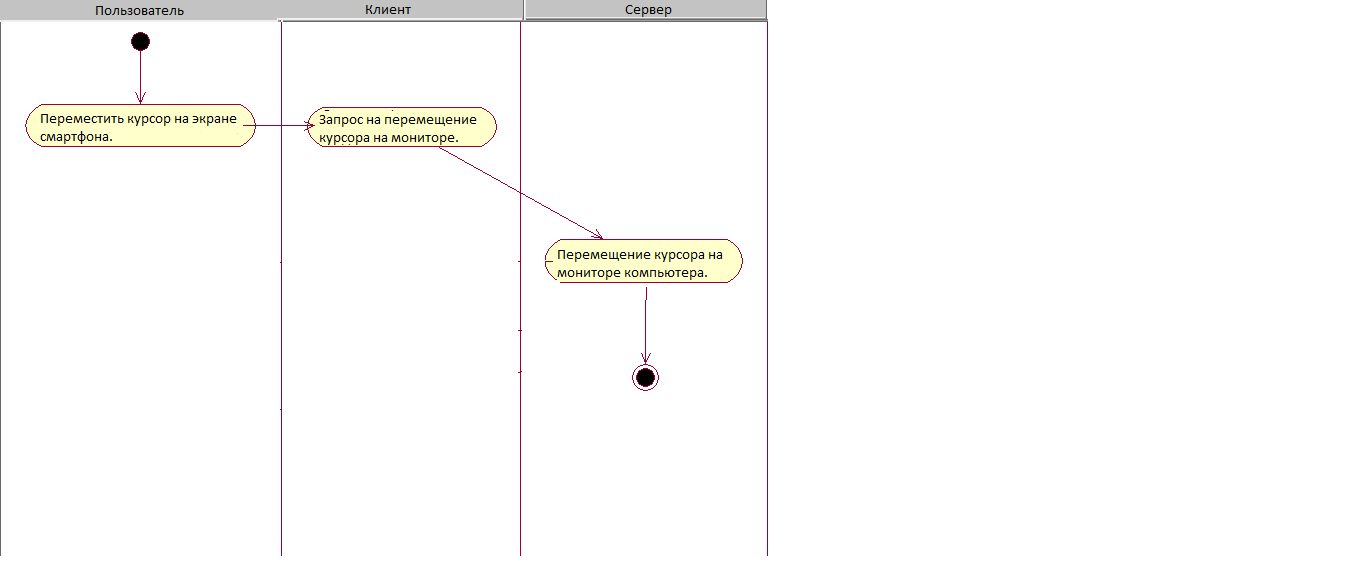 Пользователь
Клиент
Сервер
Переместить курсор на экране
смартфона.
Запрос на перемещение
курсора на мониторе.
Перемещение курсора на
мониторе компьютера.